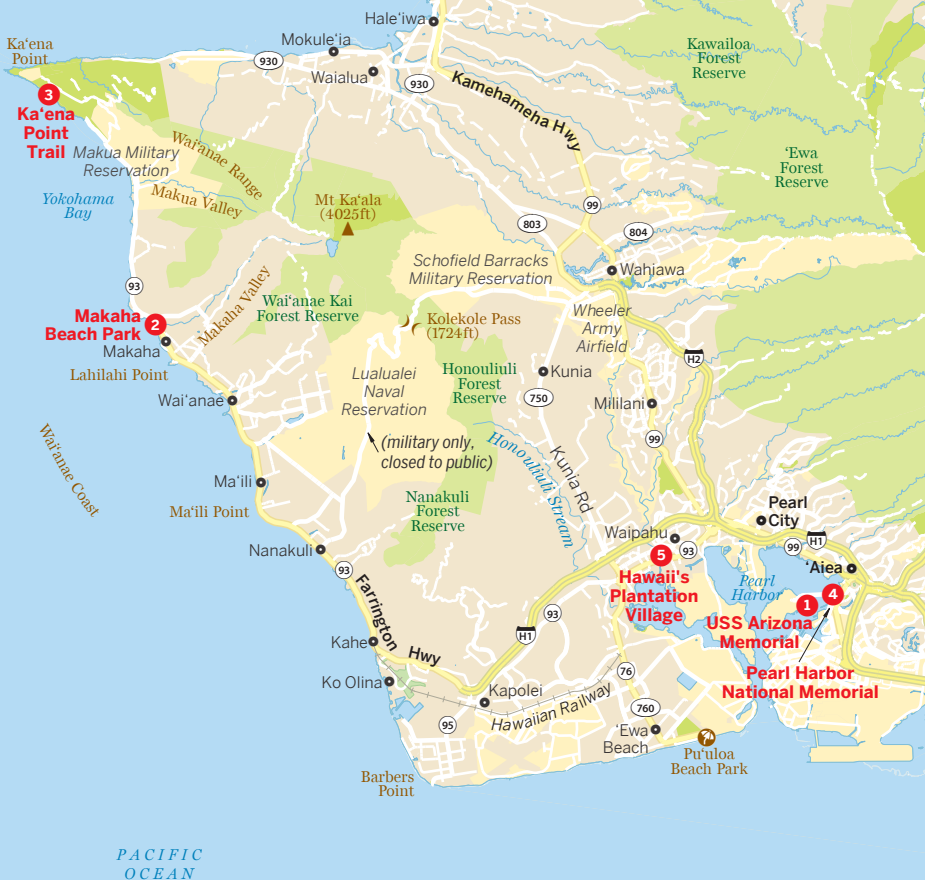 Hale‘iwa
Ka‘ena
Point
Mokule‘ia
930
Waialua
930
Kamehameha Hwy
Kawailoa
Forest
Reserve
3
Ka‘ena
Point
Trail
Makua Military
Reservation
Wai‘anae Range
‘Ewa
Forest
Reserve
Yokohama
Bay
Makua Valley
Mt Ka‘ala
(4025ft)
99
803
804
Schofield Barracks
Military Reservation
Wahiawa
93
Makaha Valley
Wai‘anae Kai
Forest Reserve
Makaha
Beach Park
2
Makaha
Kolekole Pass
(1724ft)
Wheeler
Army
Airfield
H2
Lahilahi Point
Lualualei
Naval
Reservation
Honouliuli
Forest
Reserve
Kunia
750
Wai‘anae
Mililani
(military only,
closed to public)
99
Wai‘anae Coast
Honouliuli Stream
Kunia Rd
Ma‘ili
Ma‘ili Point
Nanakuli
Forest
Reserve
Pearl
City
Waipahu
93
99
H1
Nanakuli
93
5
Hawaii's
Plantation
Village
Pearl
Harbor
‘Aiea
1
4
USS Arizona
Memorial
Farrington
Hwy
93
H1
Kahe
Pearl Harbor
National Memorial
Ko Olina
Kapolei
76
Hawaiian Railway
95
760
‘Ewa
Beach
Pu‘uloa
Beach Park
Barbers
Point
PACIFIC
OCEAN